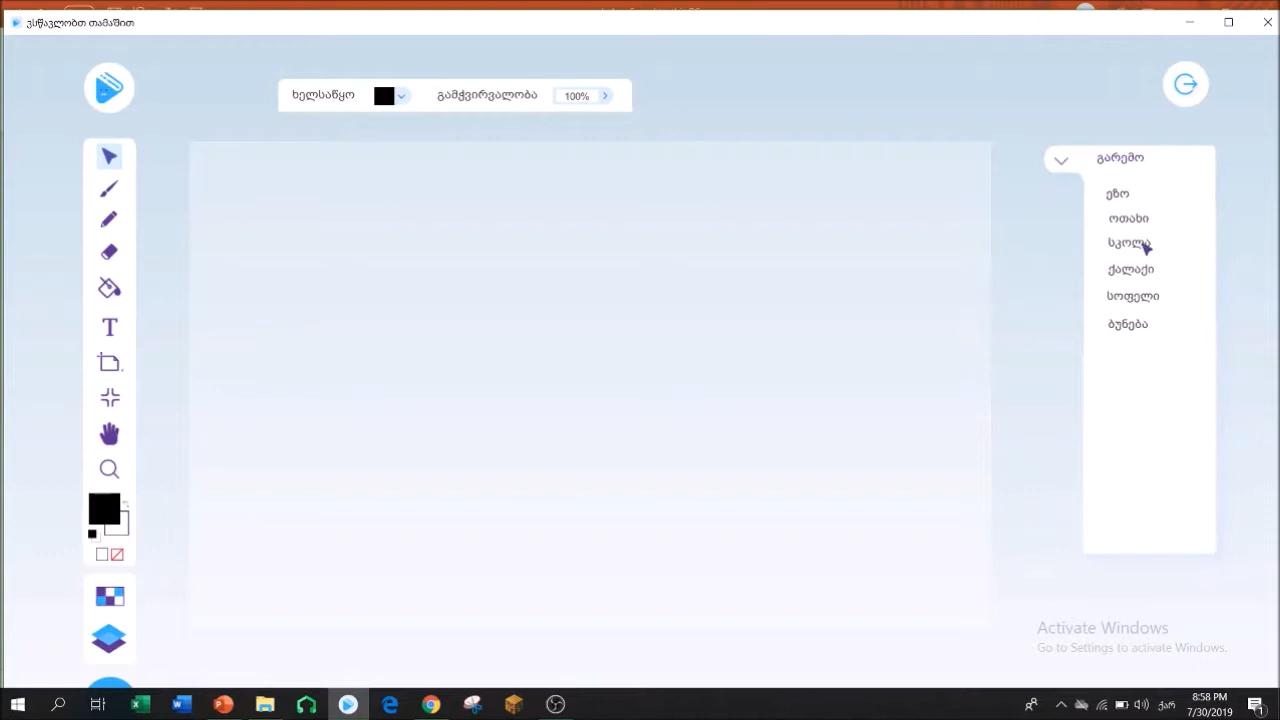 ვსწავლობთ თამაშით
ხელსაწყო
გამჭვირვალობა
100%
გარემო
ეზო
ოთახი
სკოლა
ქალაქი
სოფელი
ბუნება
T
Activate Windows
Go to Settings to activate Windows.
ქარ
8:58 PM
7/30/2019
1